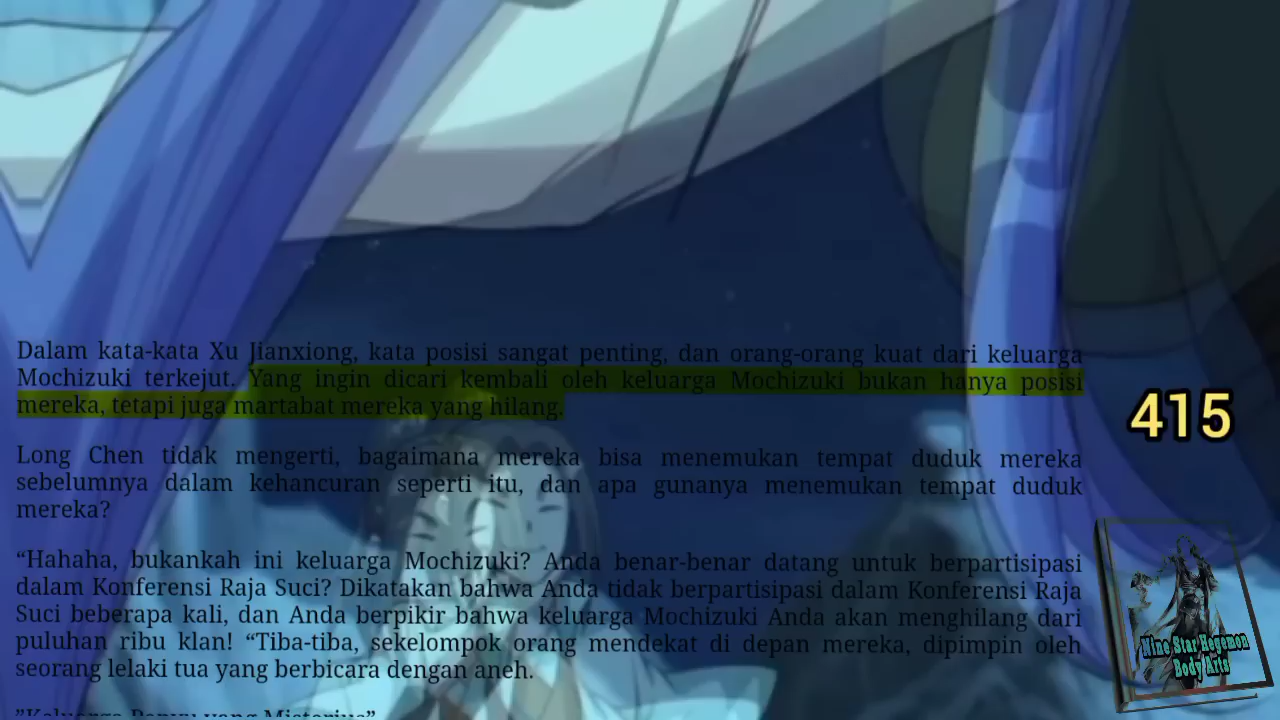 Dalam kata-kata Xu Jianxiong, kata posisi sangat penting, dan orang-orang kuat dari keluarga
Mochizuki terkejut. Yang ingin dicari kembali oleh keluarga Mochizuki bukan hanya posisi
mereka, tetapi juga martabat mereka yang hilang.
415
Long Chen tidak mengerti, bagaimana mereka bisa menemukan tempat duduk mereka
sebelumnya dalam kehancuran seperti itu, dan apa gunanya menemukan tempat duduk
mereka?
“Hahaha, bukankah ini keluarga Mochizuki? Anda benar-benar datang untuk berpartisipasi
dalam Konferensi Raja Suci? Dikatakan bahwa Anda tidak berpartisipasi dalam Konferensi Raja
Suci beberapa kali, dan Anda berpikir bahwa keluarga Mochizuki Anda akan menghilang dari
puluhan ribu klan! “Tiba-tiba, sekelompok orang mendekat di depan mereka, dipimpin oleh
seorang lelaki tua yang berbicara dengan aneh.
Nine Star Hegemon
Body Arts